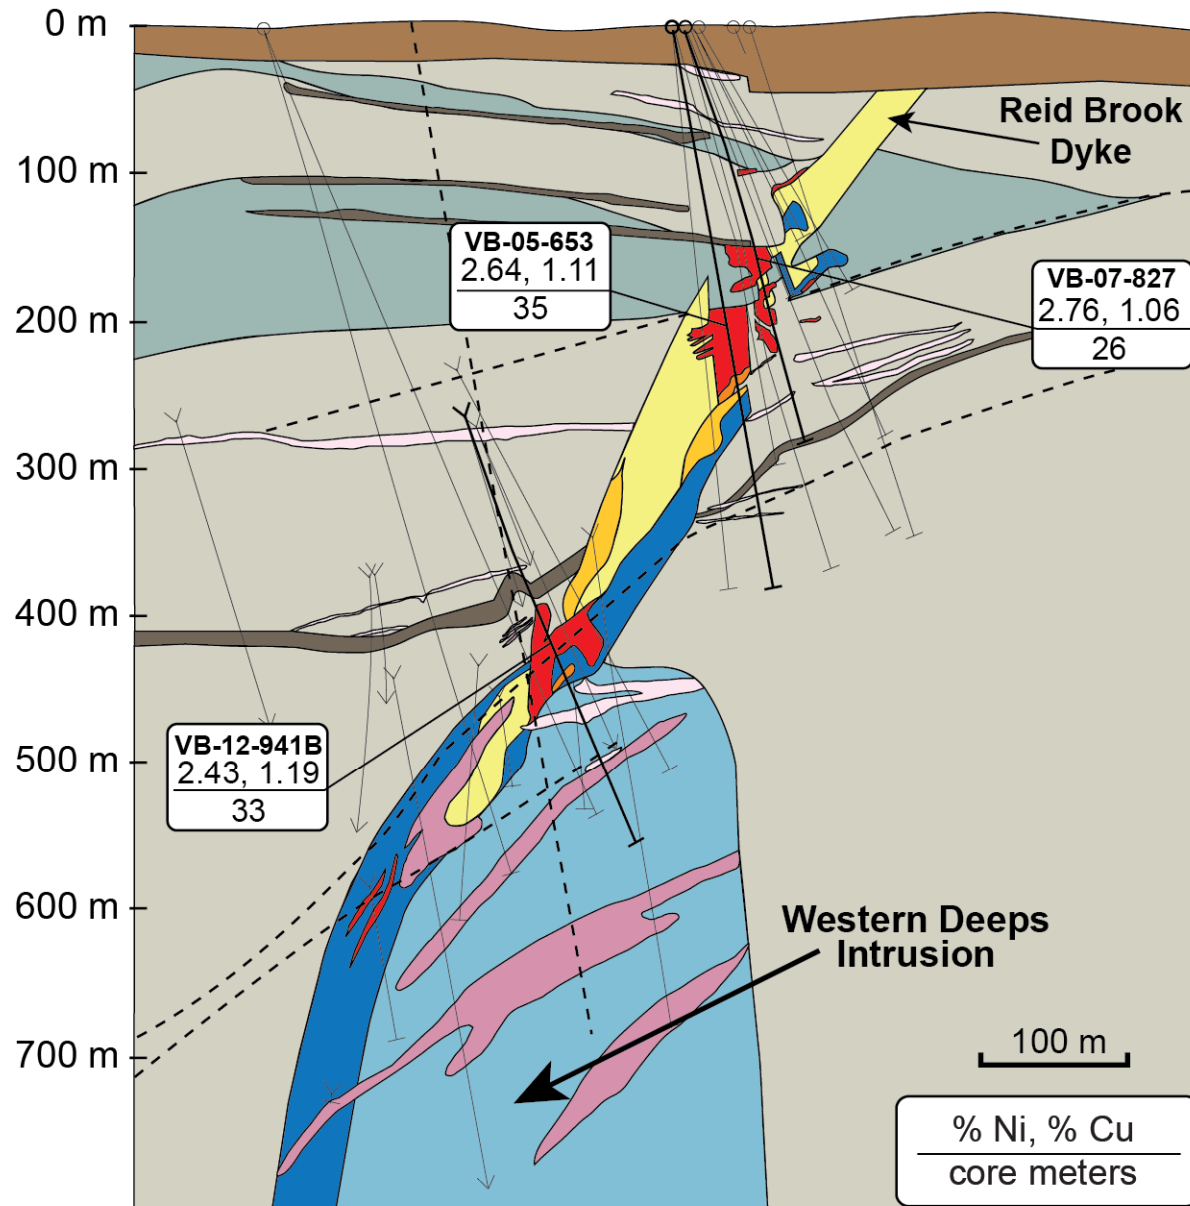 0 m
100 m
200 m
300 m
400 m
500 m
600 m
700 m
Reid Brook
Dyke
VB-05-653
2.64, 1.11
35
VB-07-827
2.76, 1.06
26
VB-12-941B
2.43, 1.19
33
Western Deeps
Intrusion
100 m
% Ni, % Cu
core meters